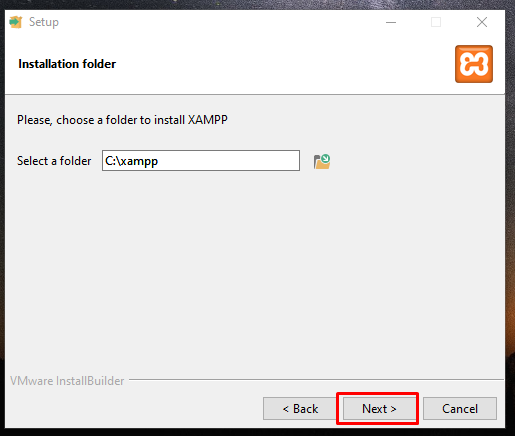 Setup
Installation folder
Please, choose a folder to install XAMPP
Select a folder C:\xampp
VMware InstallBuilder
< Back Next > Cancel